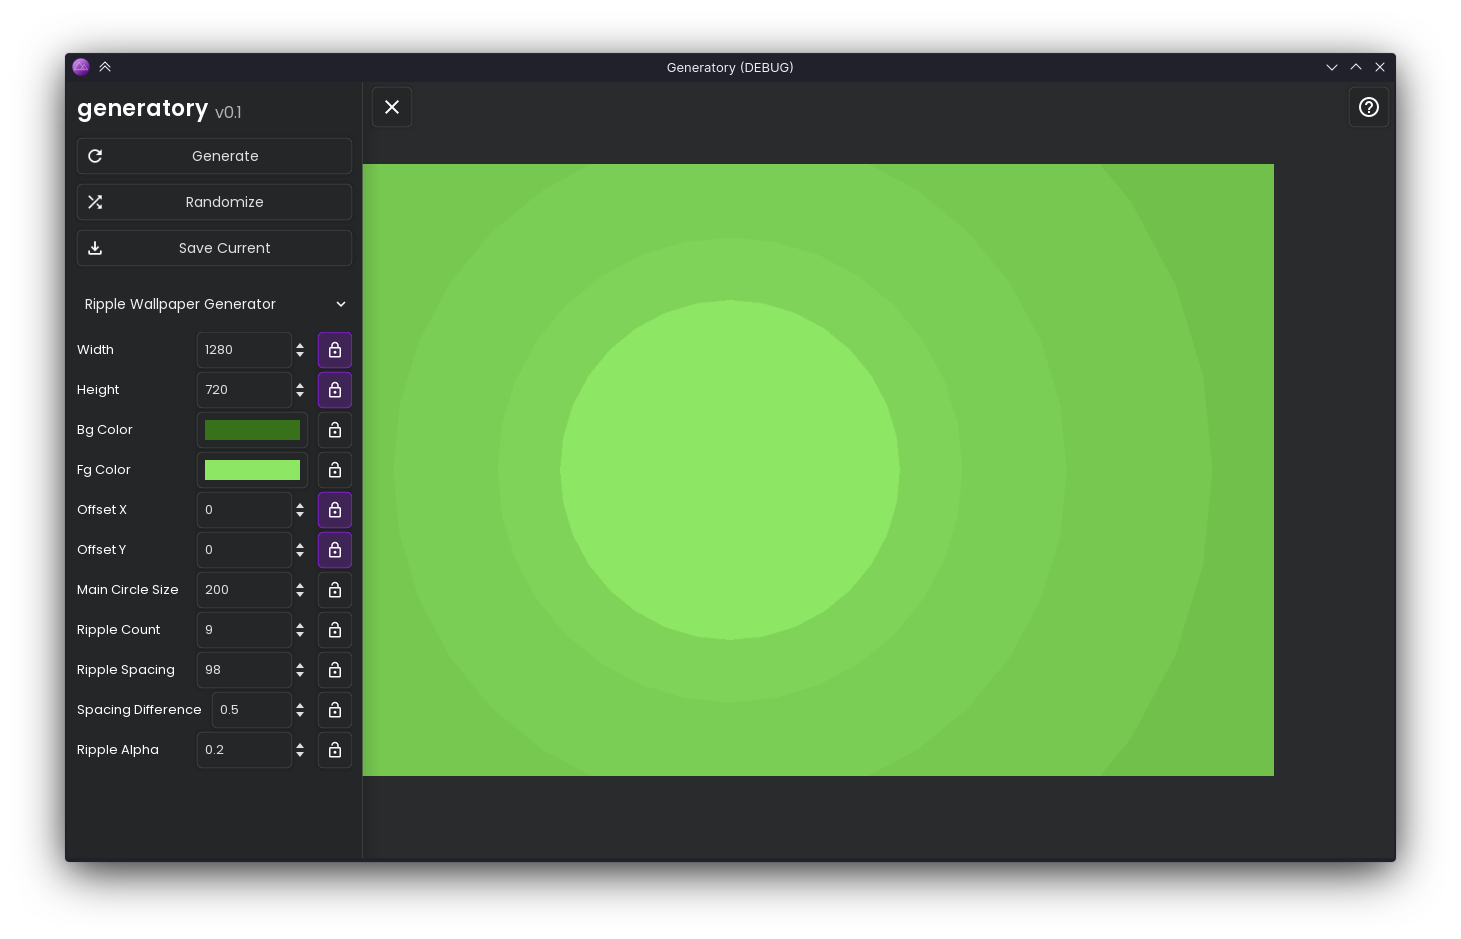 Generatory (DEBUG)
generatory v0.1
Generate
Randomize
Save Current
Ripple Wallpaper Generator
Width 1280
Height 720
Bg Color
Fg Color
Offset X 0
Offset Y 0
Main Circle Size 200
Ripple Count 9
Ripple Spacing 98
Spacing Difference 0.5
Ripple Alpha 0.2